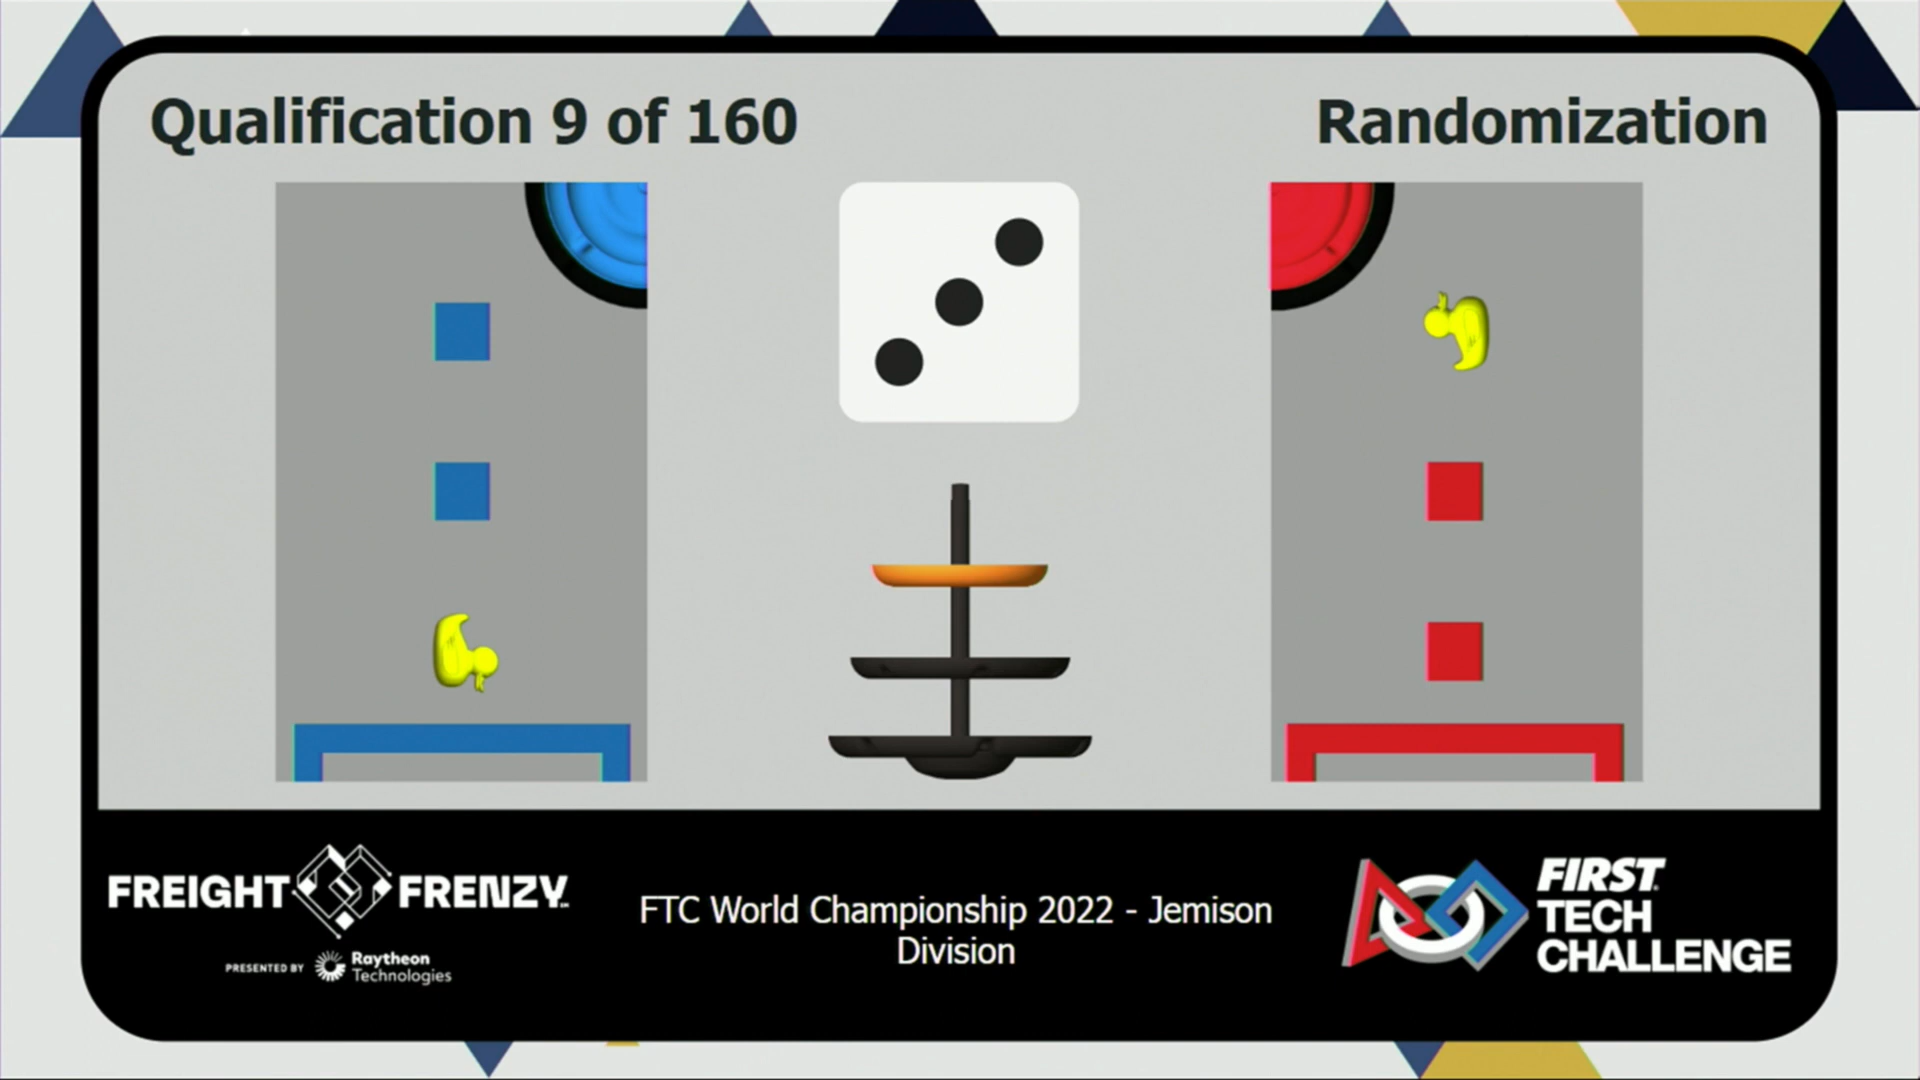 Qualification 9 of 160
Randomization
FREIGHT FRENZY
PRESENTED BY Raytheon Technologies
FTC World Championship 2022 - Jemison
Division
FIRST
TECH
CHALLENGE